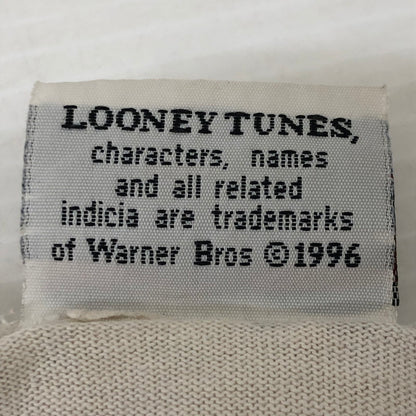 LOONEY TUNES,
characters, names
and all related
indicia are trademarks
of Warner Bros ©1996